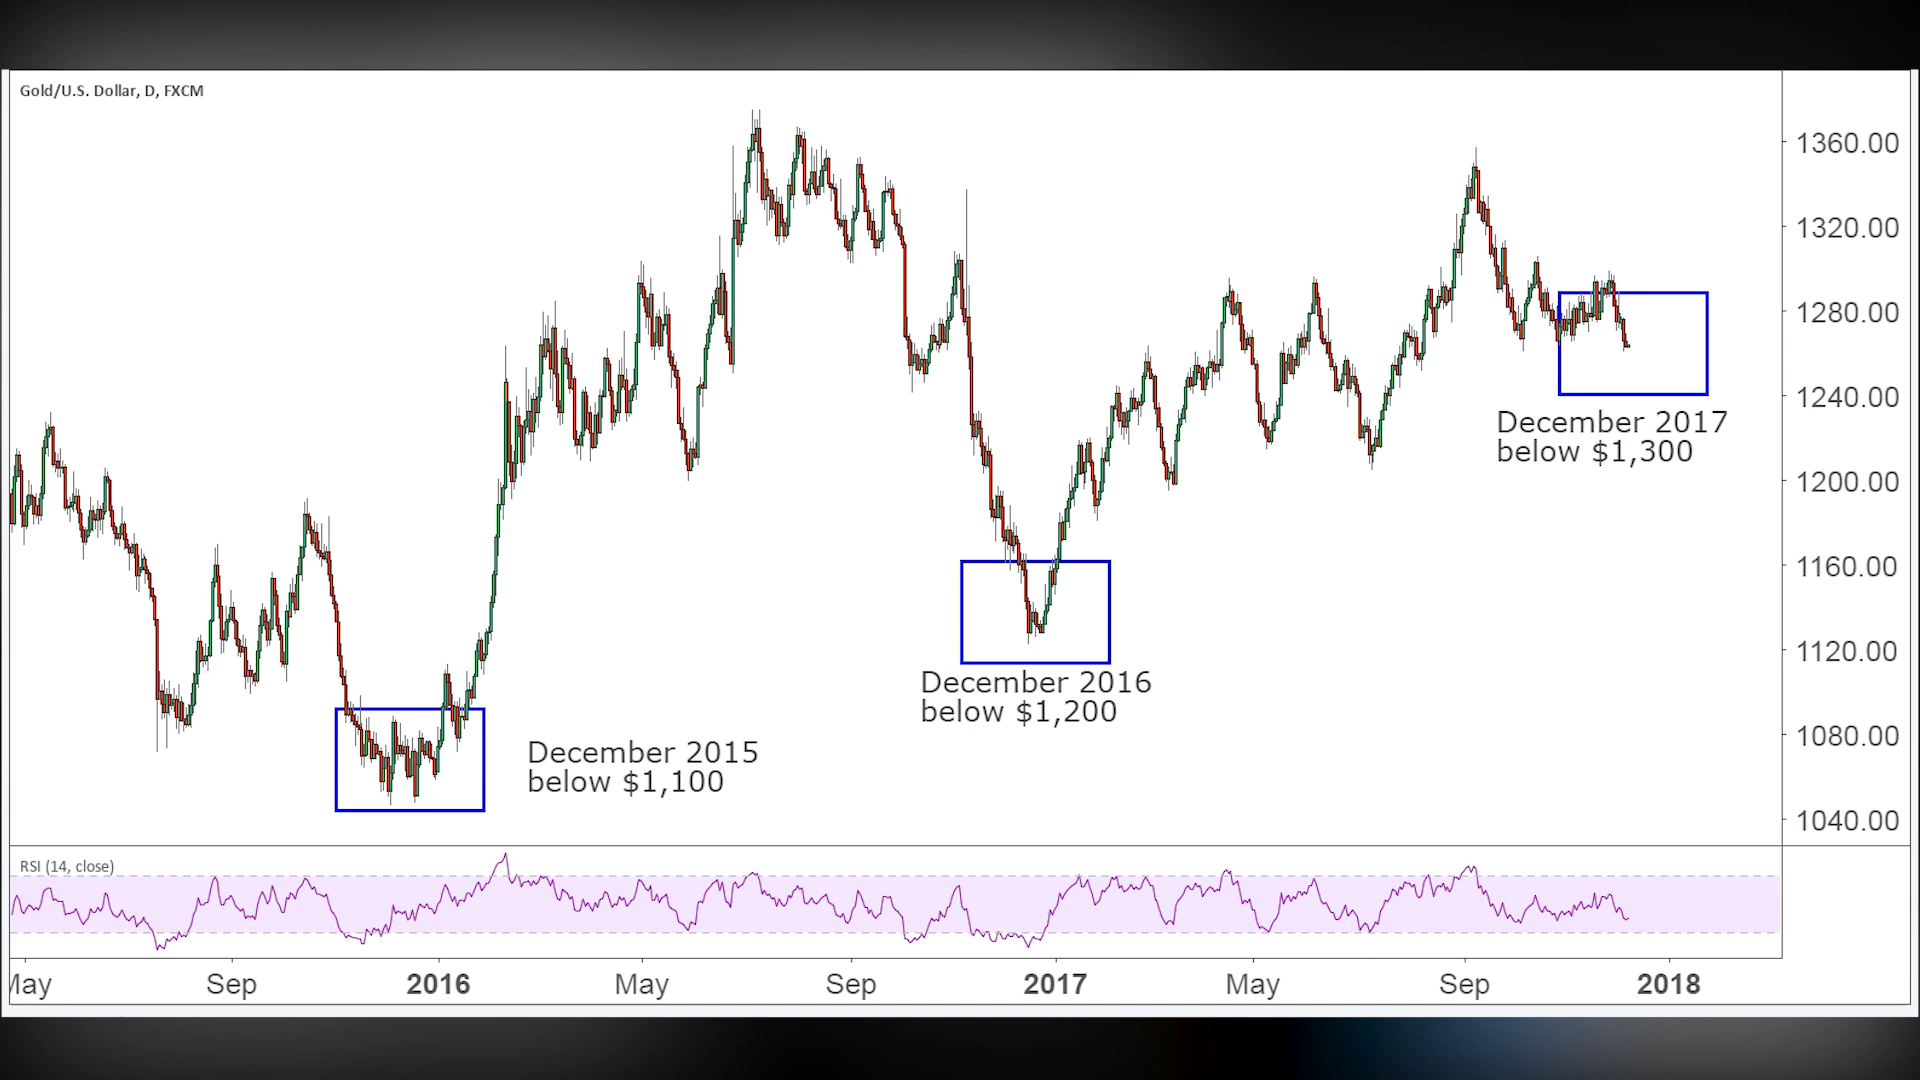 Gold/U.S. Dollar, D, FXCM
1360.00
1320.00
1280.00
1240.00
December 2017
below $1,300
1200.00
1160.00
December 2016
below $1,200
1120.00
December 2015
below $1,100
1080.00
1040.00
RSI (14, close)
May Sep 2016 May Sep 2017 May Sep 2018